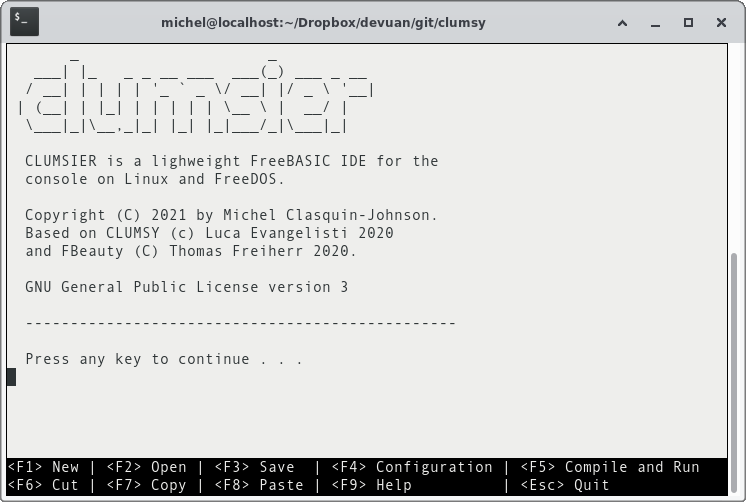 michel@localhost:~/Dropbox/devuan/git/clumsy
clumsier
CLUMSIER is a lighweight FreeBASIC IDE for the
console on Linux and FreeDOS.
Copyright (C) 2021 by Michel Clasquin-Johnson.
Based on CLUMSY (c) Luca Evangelisti 2020
and FBeauty (C) Thomas Freiherr 2020.
GNU General Public License version 3
------------------------------------------------
Press any key to continue . . .
<F1> New | <F2> Open | <F3> Save  | <F4> Configuration | <F5> Compile and Run
<F6> Cut | <F7> Copy | <F8> Paste | <F9> Help          | <Esc> Quit